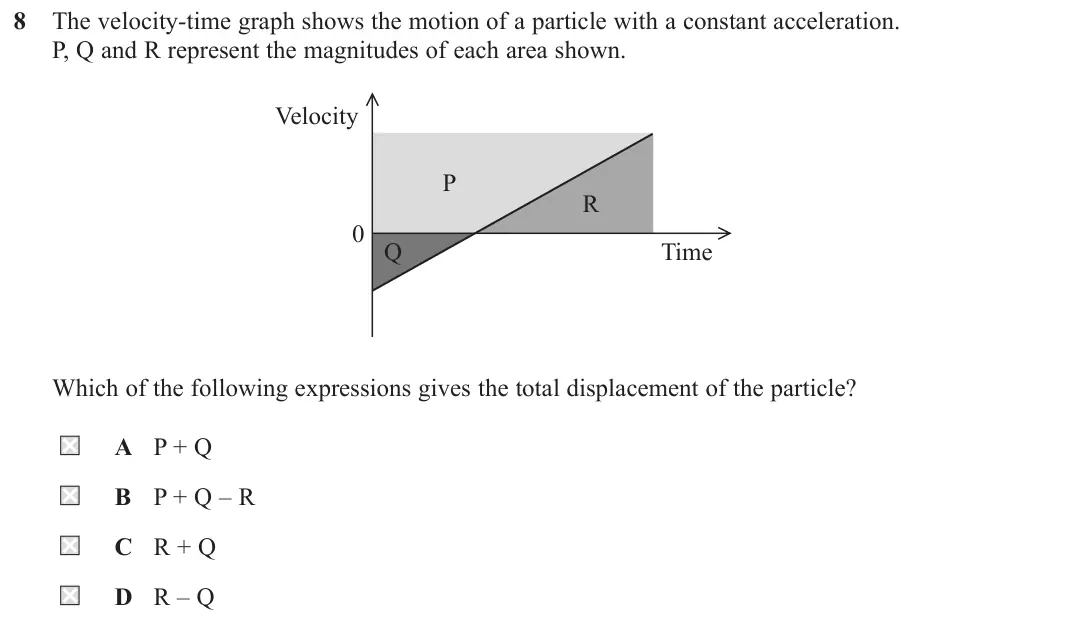 8 The velocity-time graph shows the motion of a particle with a constant acceleration.
P, Q and R represent the magnitudes of each area shown.
Velocity
P
R
0
Q
Time
Which of the following expressions gives the total displacement of the particle?
A P + Q
B P + Q – R
C R + Q
D R – Q